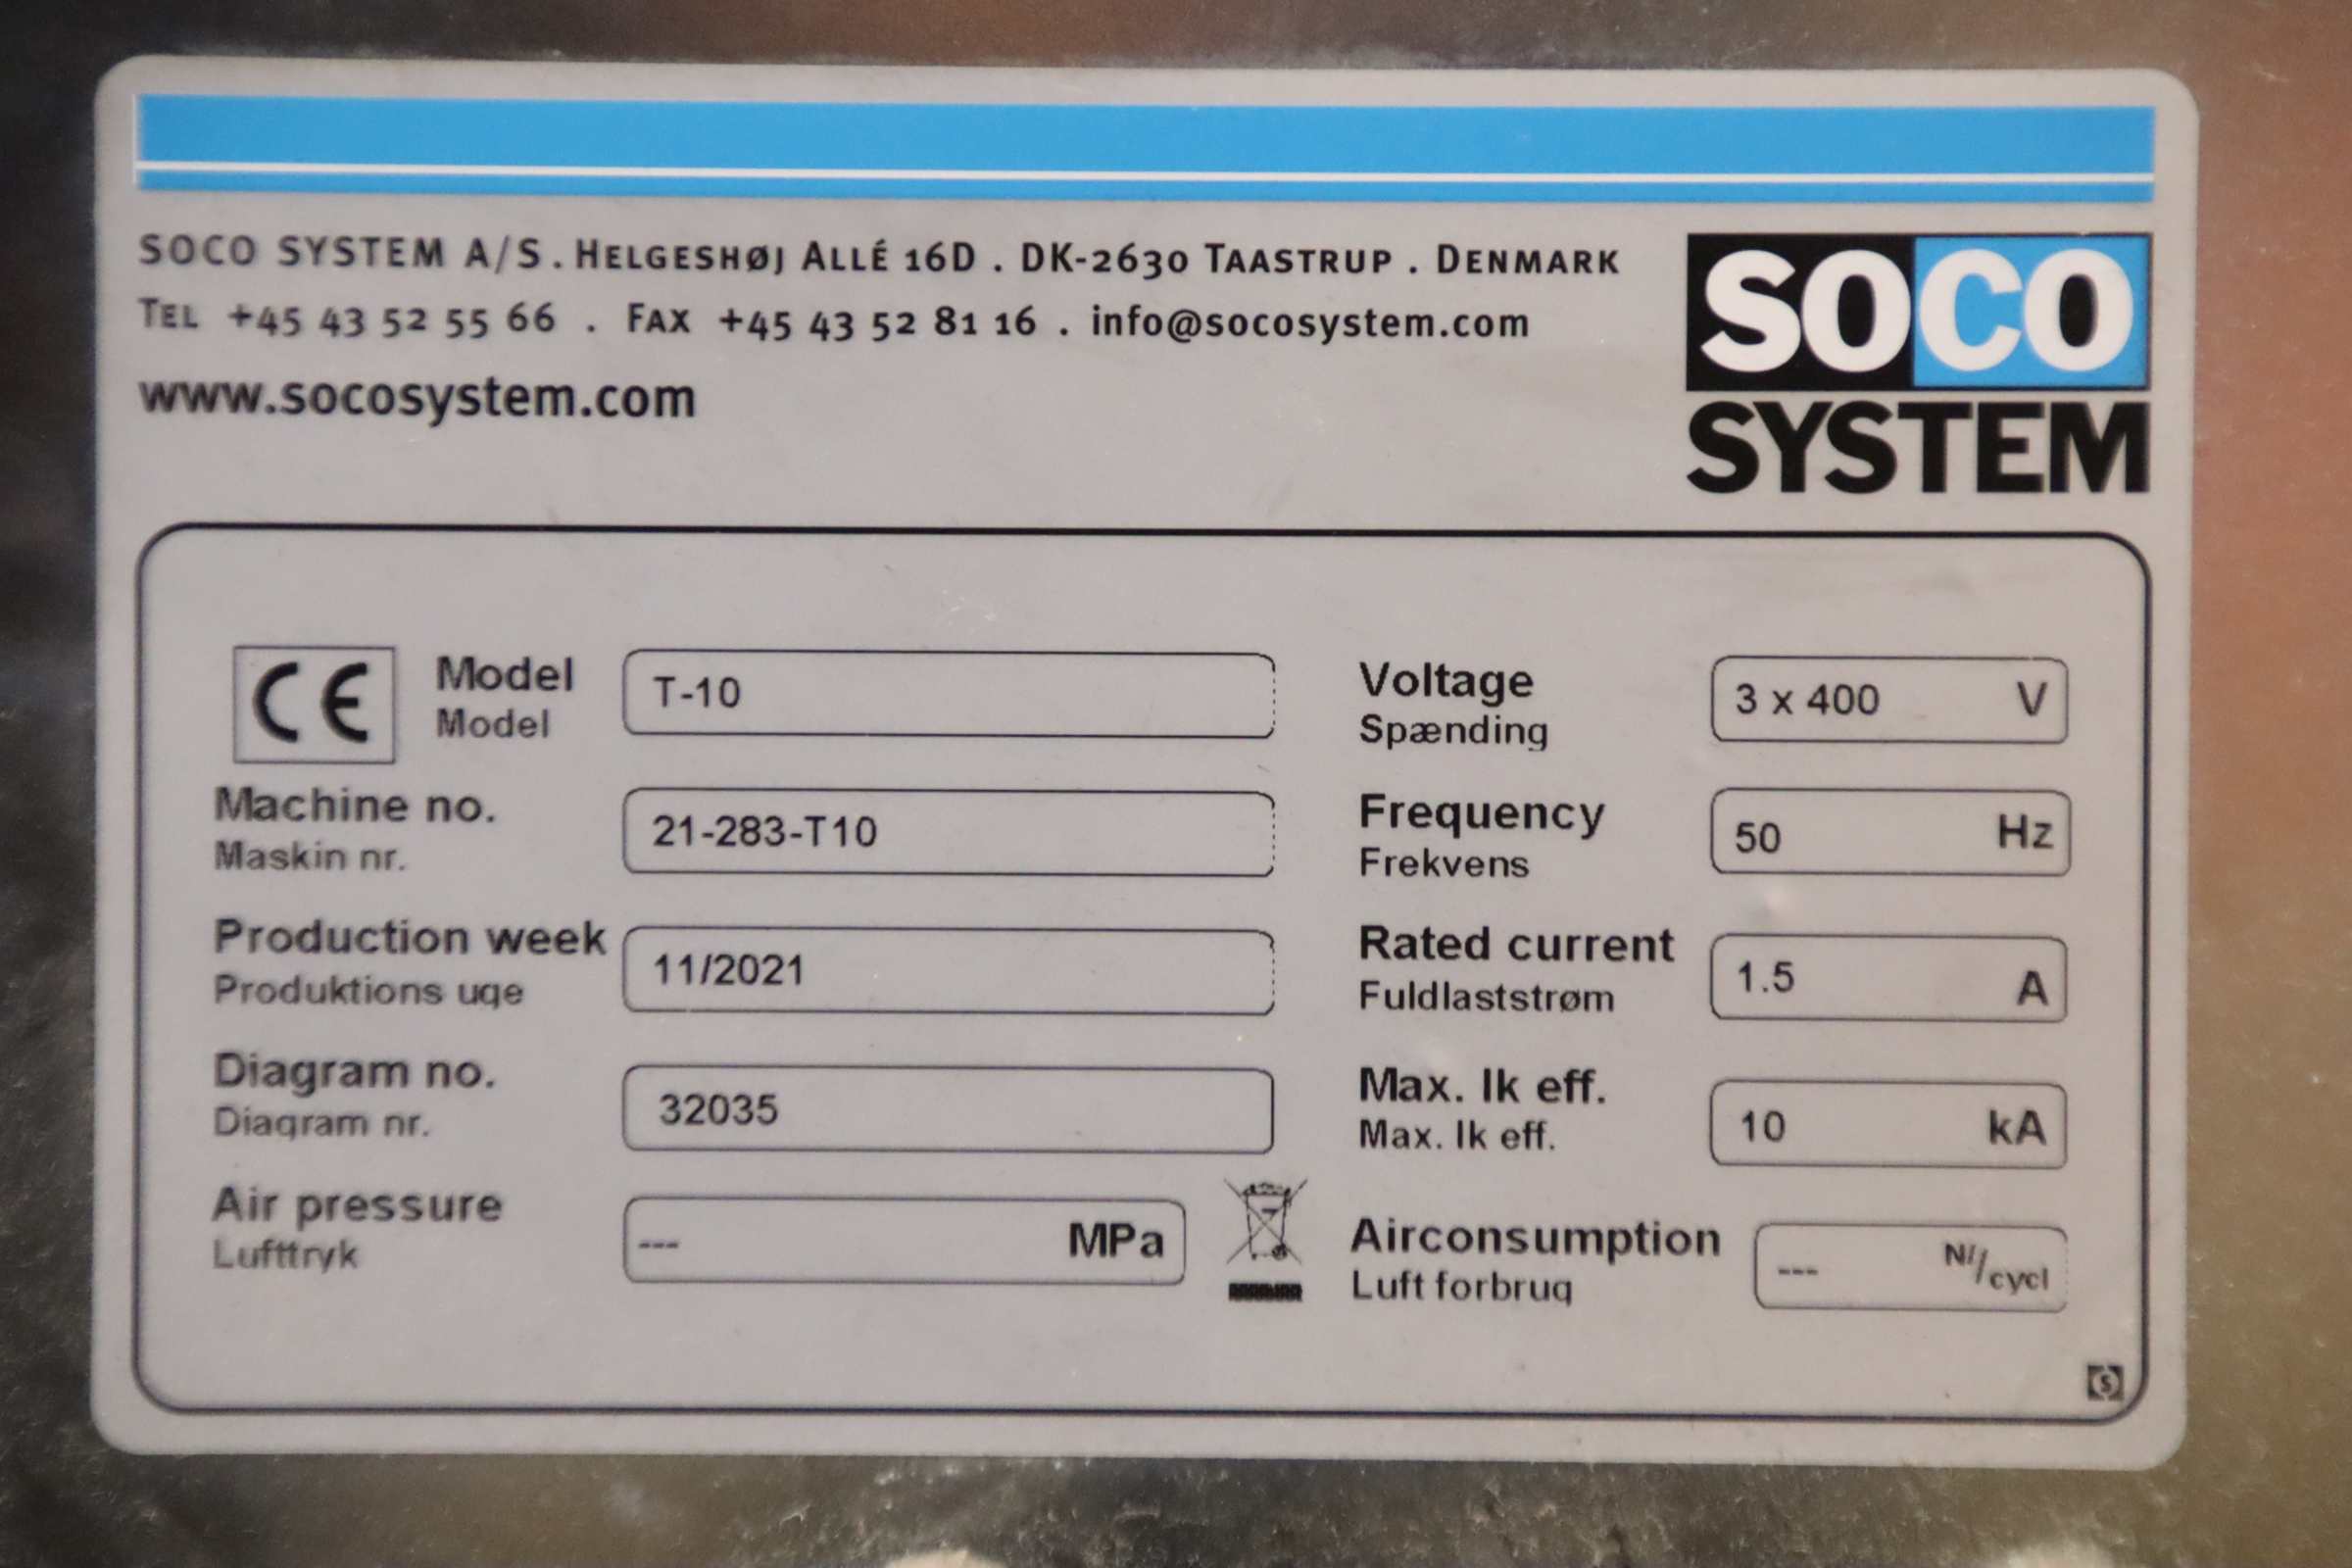 SOCO SYSTEM A/S . HELGESHØJ ALLÉ 16D . DK-2630 TAASTRUP . DENMARK
TEL +45 43 52 55 66 . FAX +45 43 52 81 16 . info@socosystem.com
www.socosystem.com
SOCO
SYSTEM
CE
Model
Model
T-10
Voltage
Spænding
3 x 400 V
Machine no.
Maskin nr.
21-283-T10
Frequency
Frekvens
50 Hz
Production week
Produktions uge
11/2021
Rated current
Fuldlaststrøm
1.5 A
Diagram no.
Diagram nr.
32035
Max. Ik eff.
Max. Ik eff.
10 kA
Air pressure
Lufttryk
--- MPa
Airconsumption
Luft forbrug
--- Nl/cycl
S